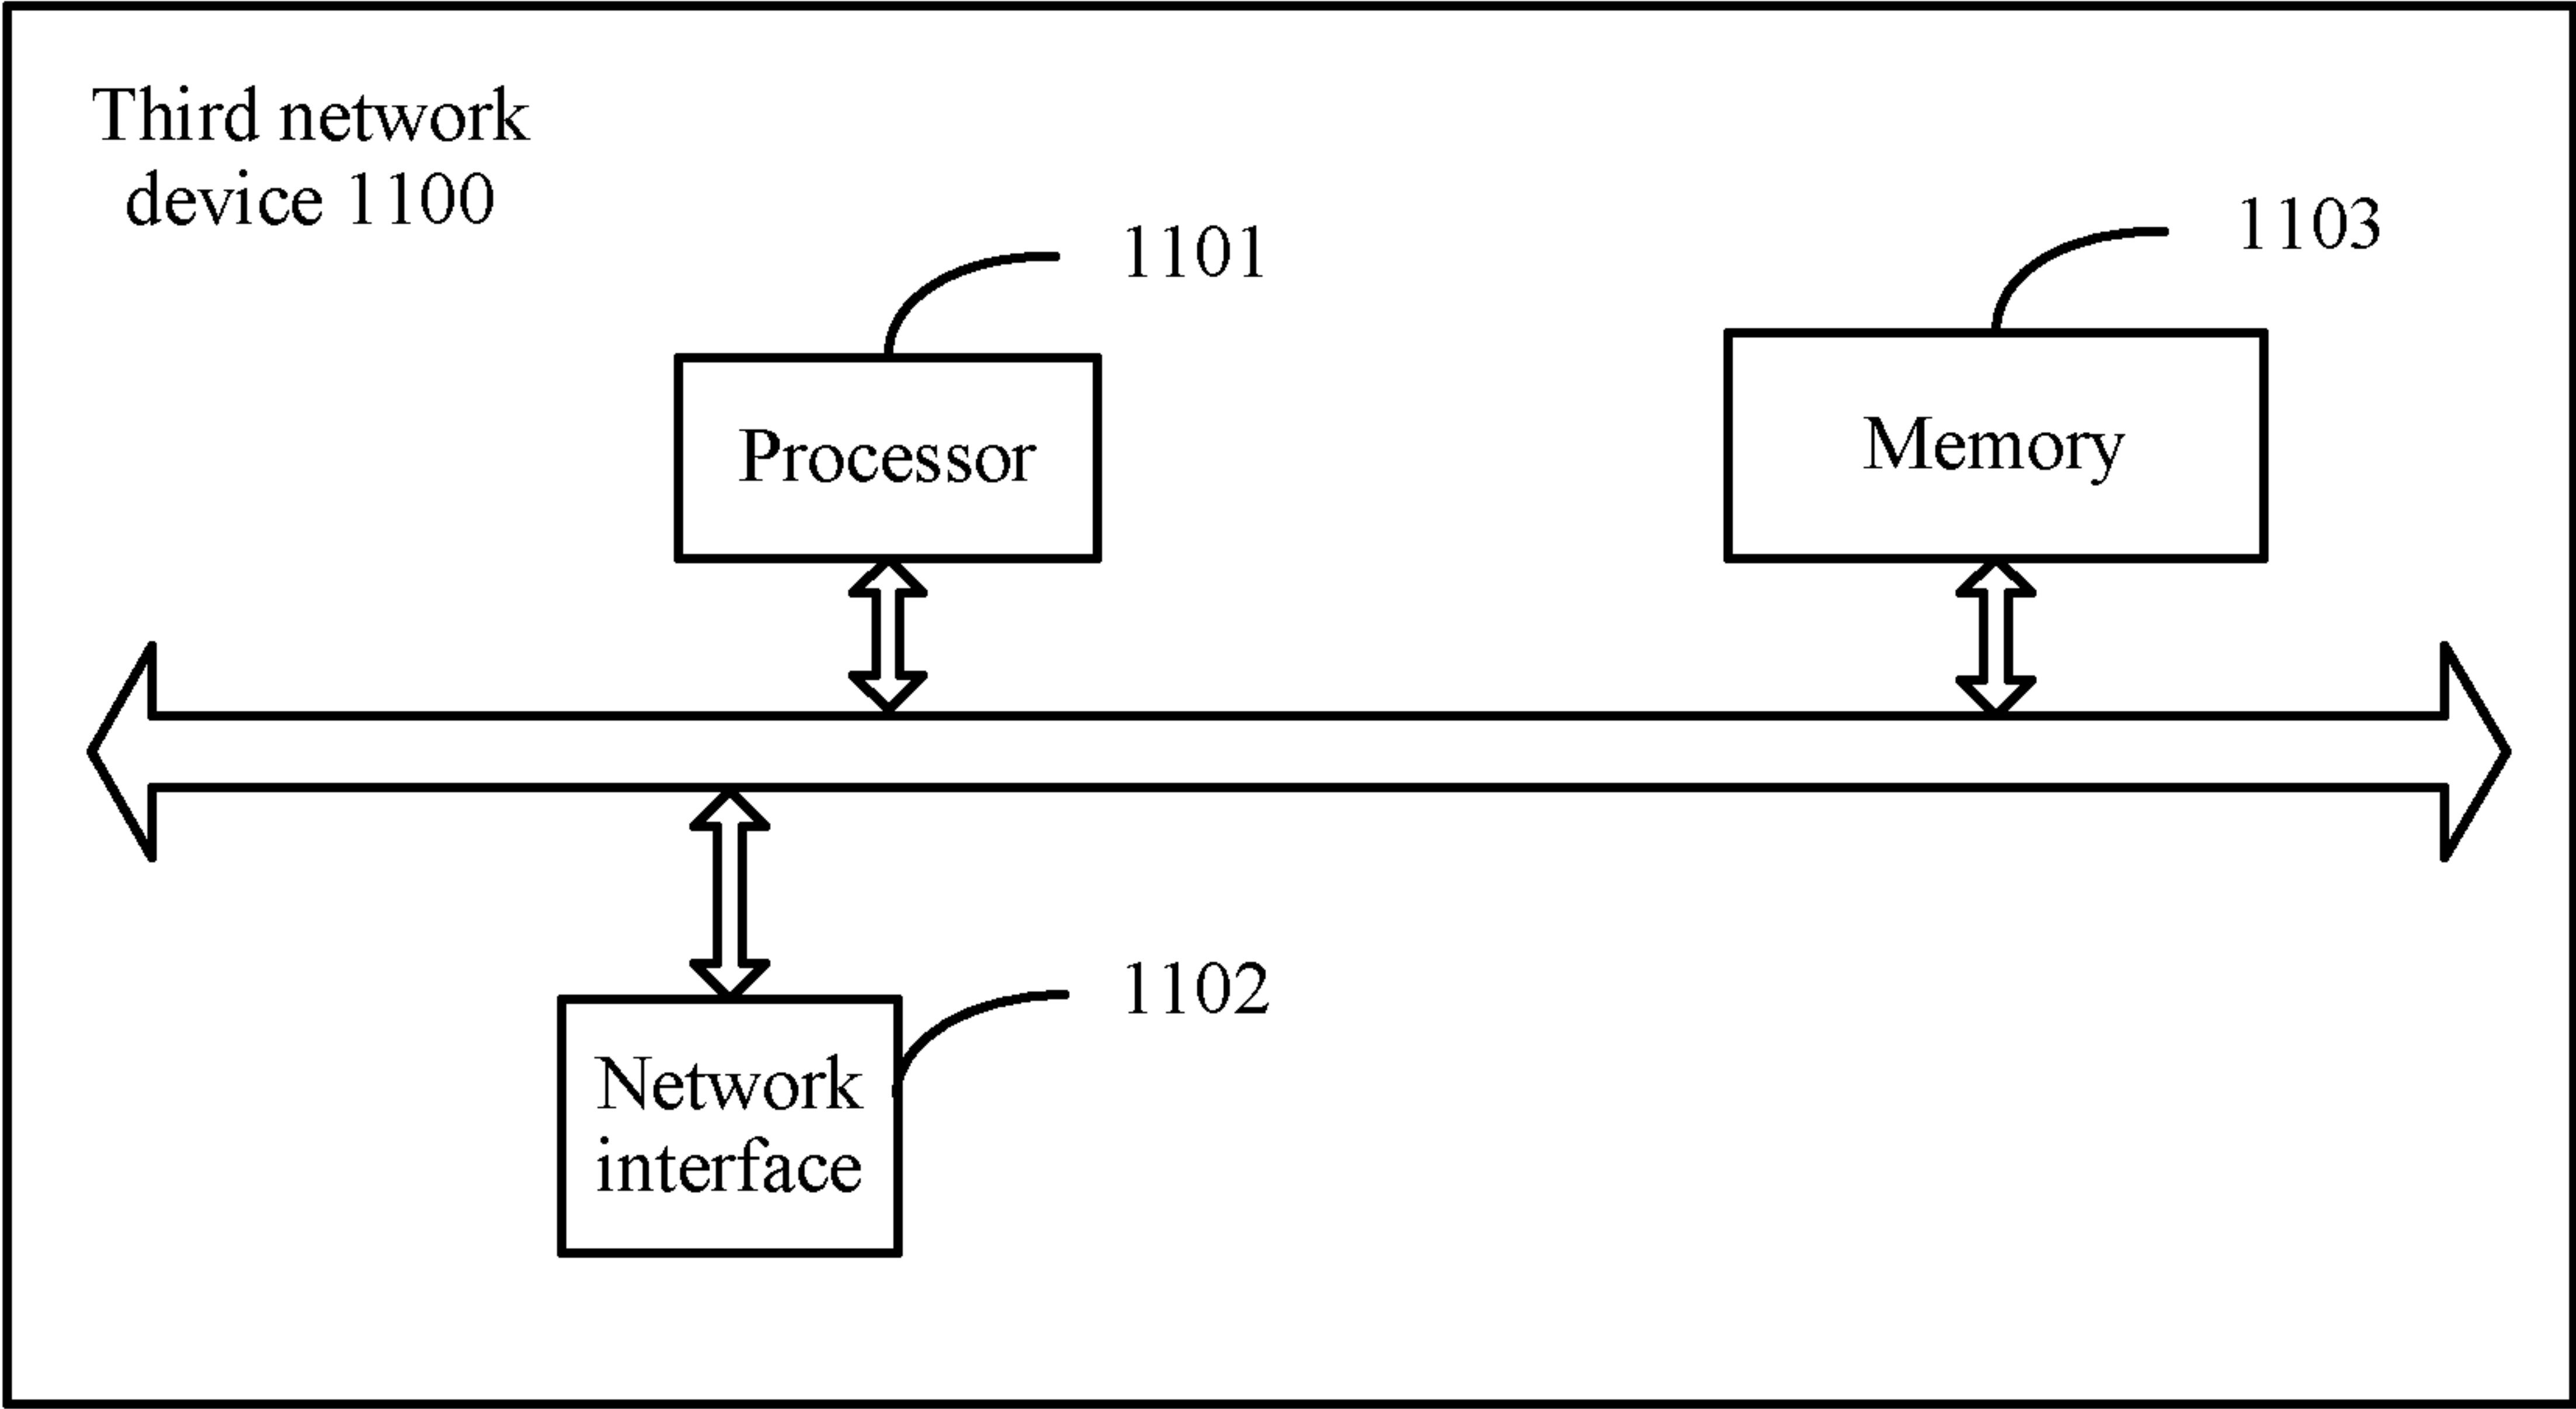 Third network
device 1100
1101
1103
Processor
Memory
1102
Network
interface